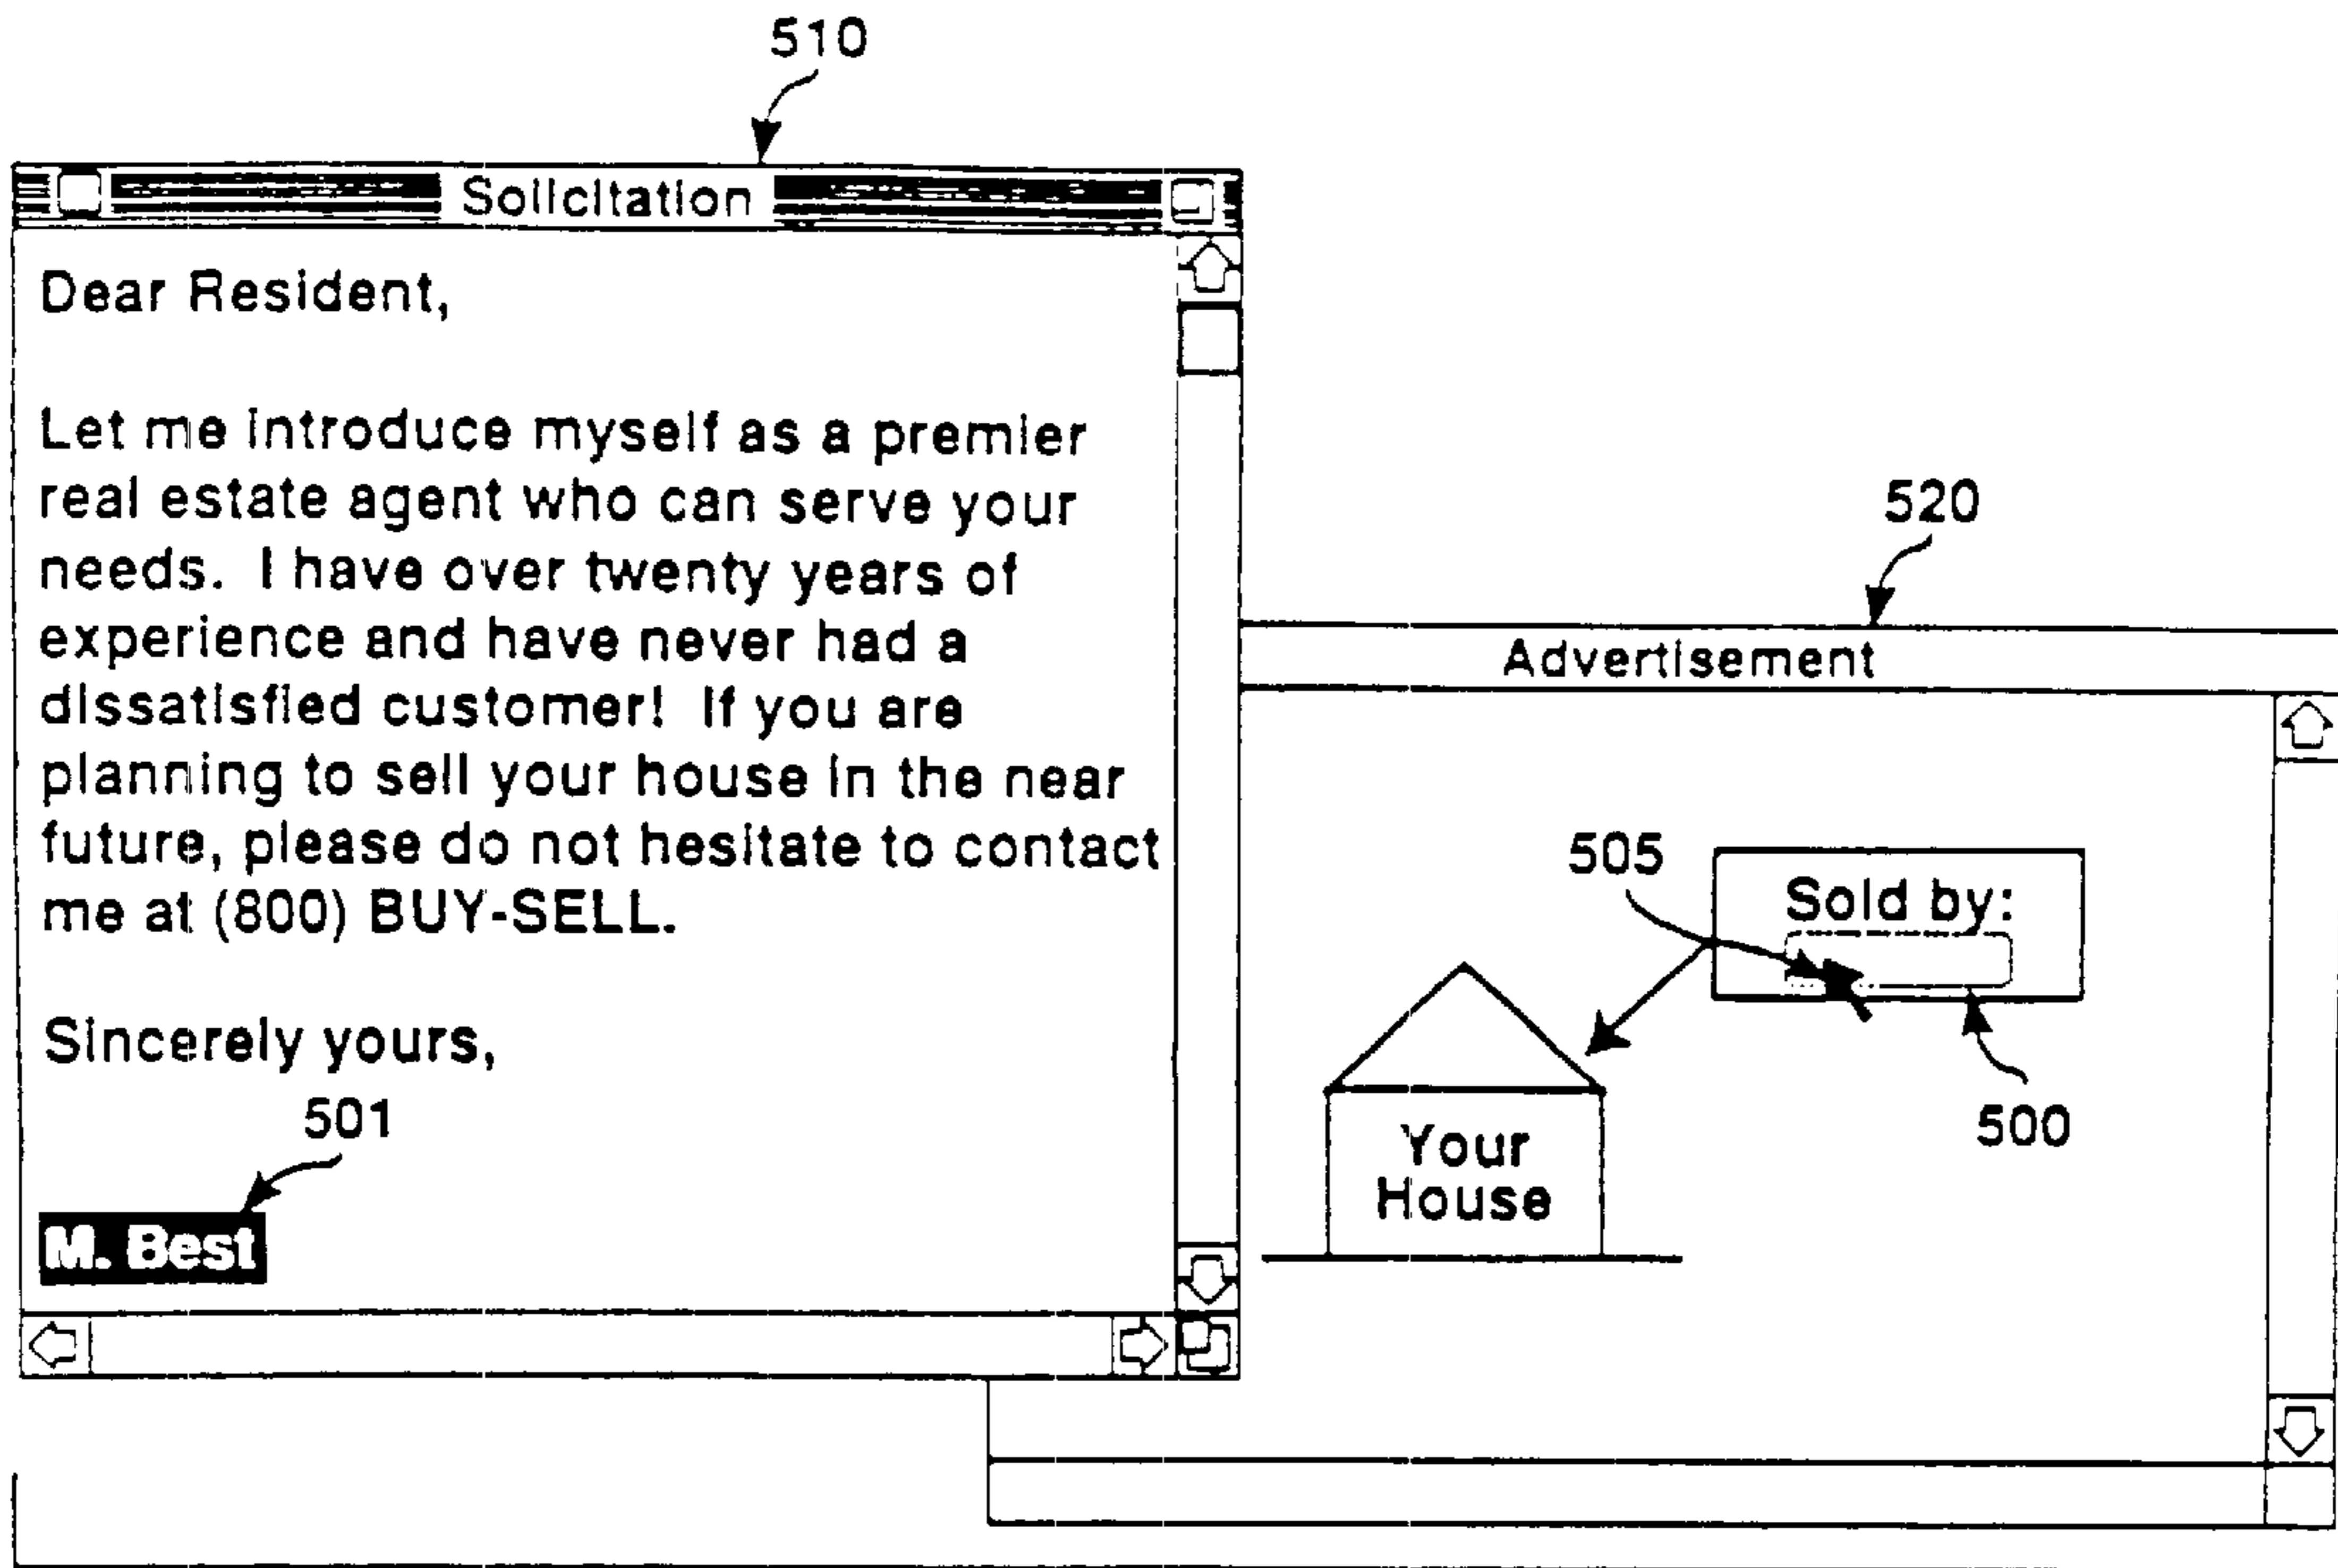 510
Solicitation
Dear Resident,
Let me introduce myself as a premier
real estate agent who can serve your
needs. I have over twenty years of
experience and have never had a
dissatisfied customer! If you are
planning to sell your house in the near
future, please do not hesitate to contact
me at (800) BUY-SELL.
Sincerely yours,
501
M. Best
520
Advertisement
505
Sold by:
500
Your
House